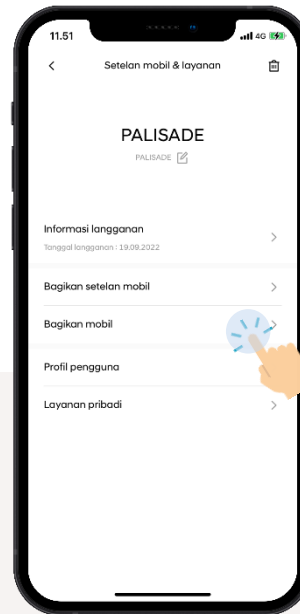 11.51
4G
Setelan mobil & layanan
PALISADE
PALISADE
Informasi langganan
Tanggal langganan : 19.09.2022
Bagikan setelan mobil
Bagikan mobil
Profil pengguna
Layanan pribadi